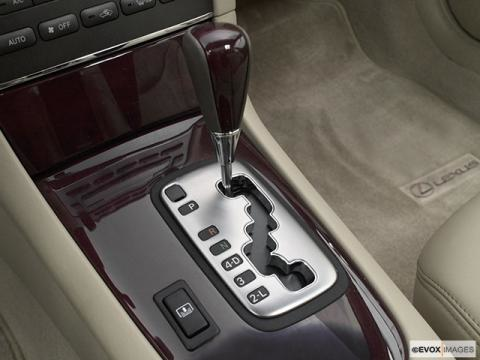 A/C
AUTO
OFF
P
R
N
4-D
3
2-L
LEXUS
©EVOX IMAGES